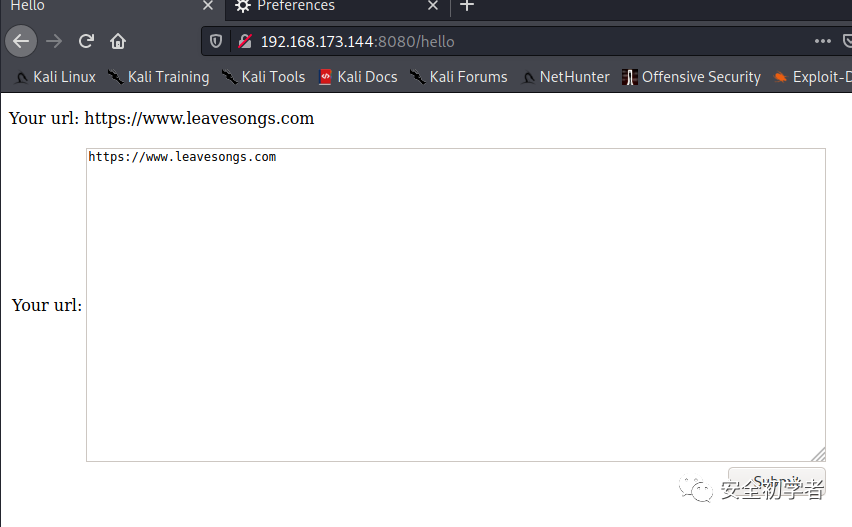 Hello
Preferences
192.168.173.144:8080/hello
Kali Linux Kali Training Kali Tools Kali Docs Kali Forums NetHunter Offensive Security Exploit-D
Your url: https://www.leavesongs.com
https://www.leavesongs.com
Your url:
Submit
安全初学者